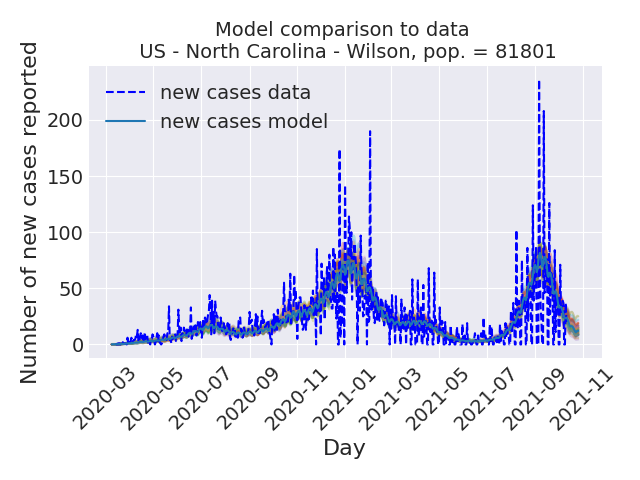 Model comparison to data
US - North Carolina - Wilson, pop. = 81801
Number of new cases reported
200
150
100
50
0
new cases data
new cases model
2020-03
2020-05
2020-07
2020-09
2020-11
2021-01
2021-03
2021-05
2021-07
2021-09
2021-11
Day